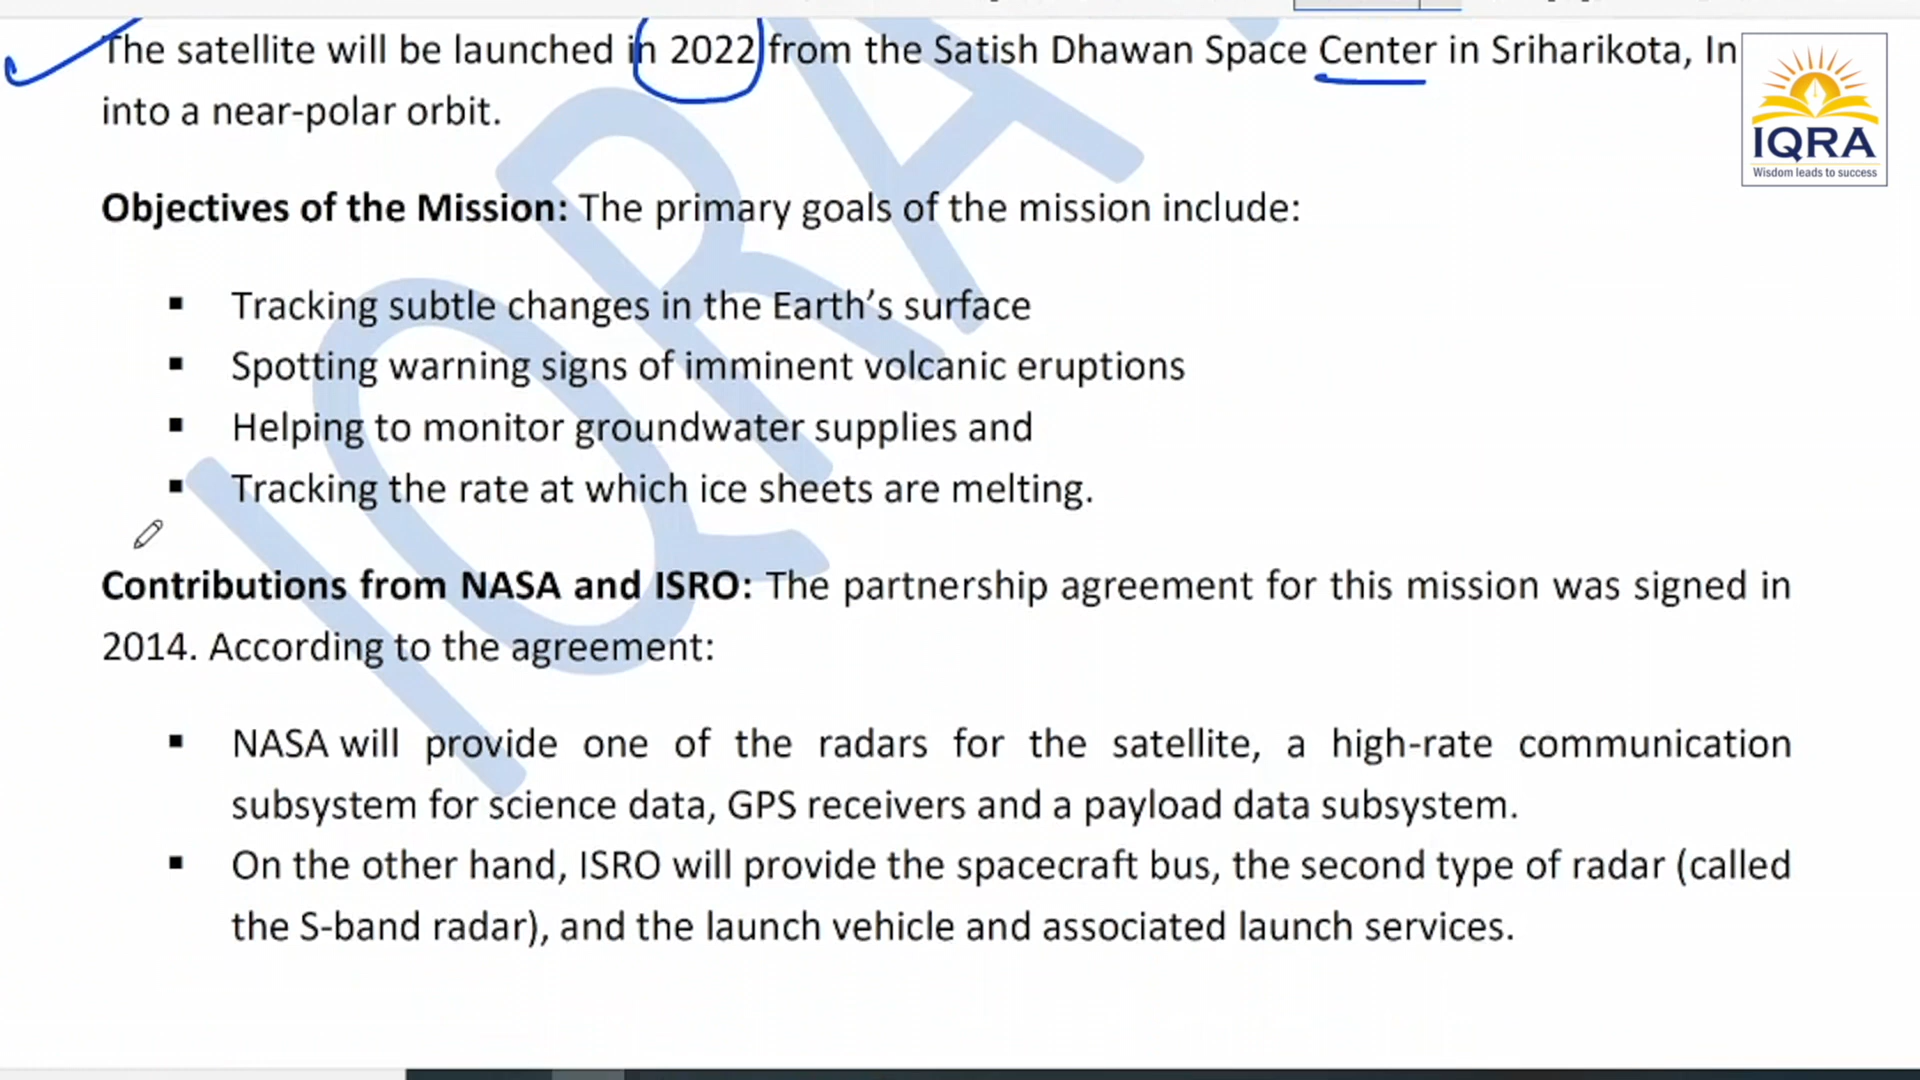 The satellite will be launched in 2022 from the Satish Dhawan Space Center in Sriharikota, In
into a near-polar orbit.
IQRA
Wisdom leads to success
Objectives of the Mission: The primary goals of the mission include:
▪ Tracking subtle changes in the Earth’s surface
▪ Spotting warning signs of imminent volcanic eruptions
▪ Helping to monitor groundwater supplies and
▪ Tracking the rate at which ice sheets are melting.
Contributions from NASA and ISRO: The partnership agreement for this mission was signed in
2014. According to the agreement:
▪ NASA will provide one of the radars for the satellite, a high-rate communication
subsystem for science data, GPS receivers and a payload data subsystem.
▪ On the other hand, ISRO will provide the spacecraft bus, the second type of radar (called
the S-band radar), and the launch vehicle and associated launch services.
IQRA